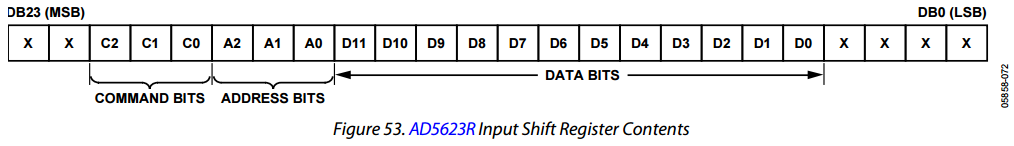 DB23 (MSB) DB0 (LSB)
X X C2 C1 C0 A2 A1 A0 D11 D10 D9 D8 D7 D6 D5 D4 D3 D2 D1 D0 X X X X
DATA BITS
COMMAND BITS ADDRESS BITS
05858-072
Figure 53. AD5623R Input Shift Register Contents